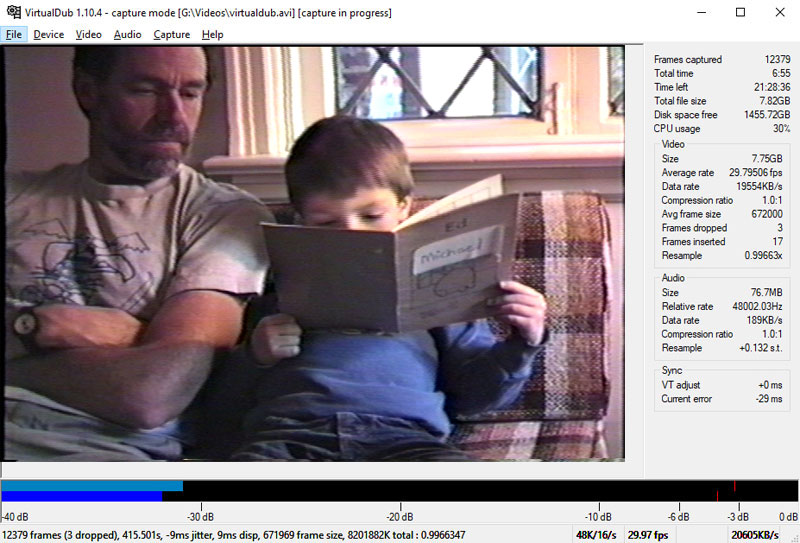 VirtualDub 1.10.4 - capture mode [G:\Videos\virtualdub.avi] [capture in progress]
File Device Video Audio Capture Help
Ed
Michael
Frames captured 12379
Total time 6:55
Time left 21:28:36
Total file size 7.82GB
Disk space free 1455.72GB
CPU usage 30%
Video
Size 7.75GB
Average rate 29.79506 fps
Data rate 19554KB/s
Compression ratio 1.0:1
Avg frame size 672000
Frames dropped 3
Frames inserted 17
Resample 0.99663x
Audio
Size 76.7MB
Relative rate 48002.03Hz
Data rate 189KB/s
Compression ratio 1.0:1
Resample +0.132 s.t.
Sync
VT adjust +0 ms
Current error -29 ms
-40 dB -30 dB -20 dB -10 dB -6 dB -3 dB 0 dB
12379 frames (3 dropped), 415.501s, -9ms jitter, 9ms disp, 671969 frame size, 8201882K total : 0.9966347 48K/16/s 29.97 fps 20605KB/s